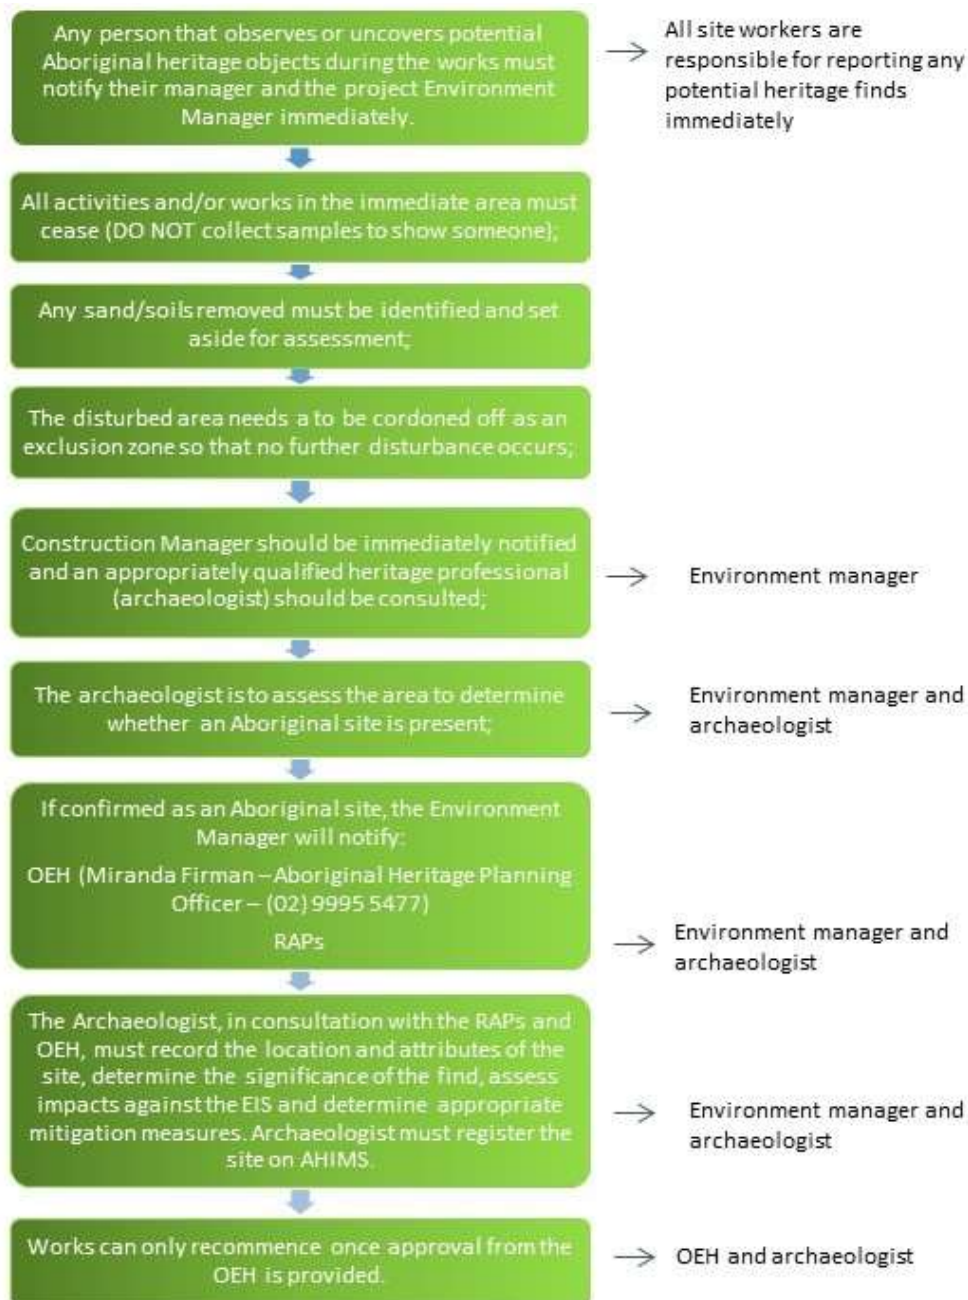 Any person that observes or uncovers potential
Aboriginal heritage objects during the works must
notify their manager and the project Environment
Manager immediately.
All site workers are
responsible for reporting any
potential heritage finds
immediately
All activities and/or works in the immediate area must
cease (DO NOT collect samples to show someone);
Any sand/soils removed must be identified and set
aside for assessment;
The disturbed area needs a to be cordoned off as an
exclusion zone so that no further disturbance occurs;
Construction Manager should be immediately notified
and an appropriately qualified heritage professional
(archaeologist) should be consulted;
Environment manager
The archaeologist is to assess the area to determine
whether an Aboriginal site is present;
Environment manager and
archaeologist
If confirmed as an Aboriginal site, the Environment
Manager will notify:
OEH (Miranda Firman – Aboriginal Heritage Planning
Officer – (02) 9995 5477)
RAPs
Environment manager and
archaeologist
The Archaeologist, in consultation with the RAPs and
OEH, must record the location and attributes of the
site, determine the significance of the find, assess
impacts against the EIS and determine appropriate
mitigation measures. Archaeologist must register the
site on AHIMS.
Environment manager and
archaeologist
Works can only recommence once approval from the
OEH is provided.
OEH and archaeologist